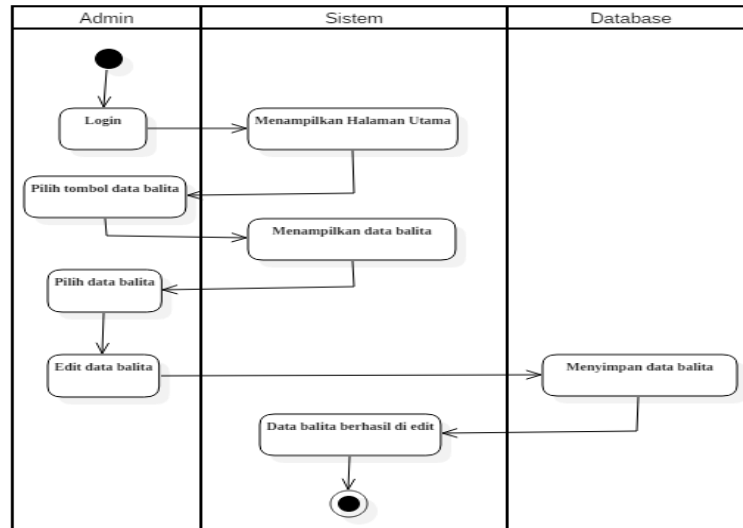 Admin
Sistem
Database
Login
Menampilkan Halaman Utama
Pilih tombol data balita
Menampilkan data balita
Pilih data balita
Edit data balita
Menyimpan data balita
Data balita berhasil di edit